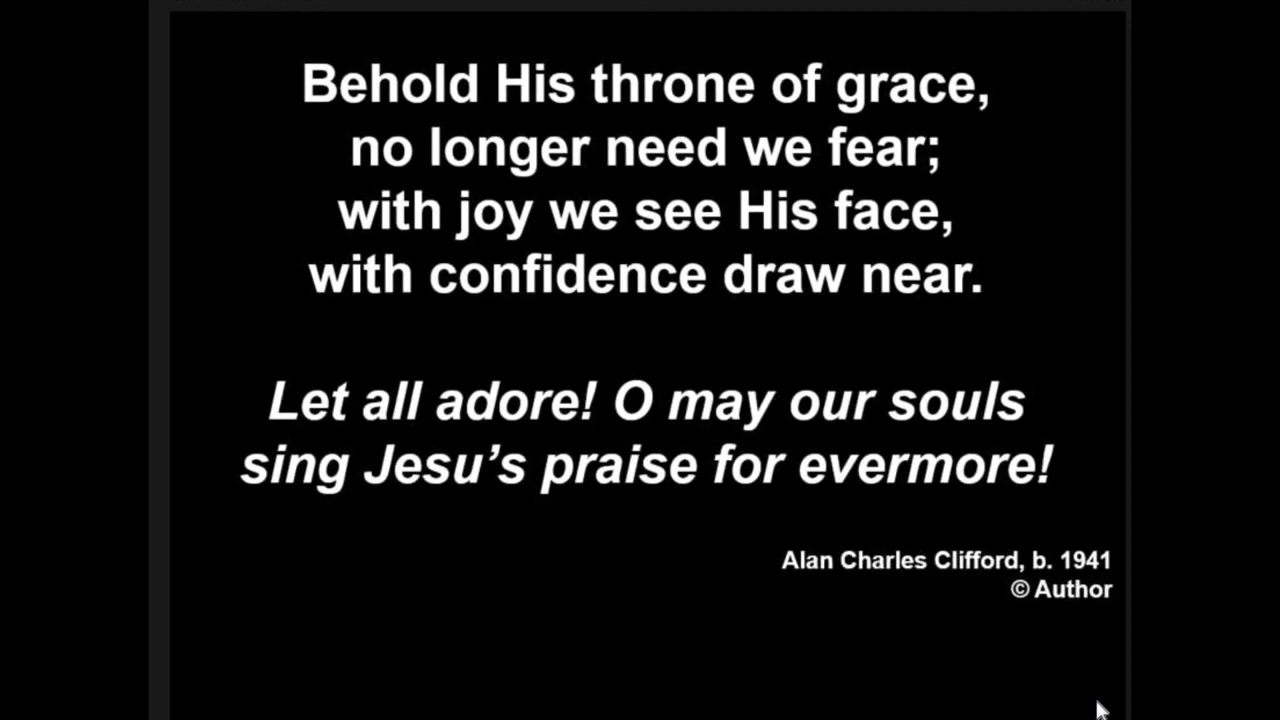 Behold His throne of grace,
no longer need we fear;
with joy we see His face,
with confidence draw near.
Let all adore! O may our souls
sing Jesu’s praise for evermore!
Alan Charles Clifford, b. 1941
© Author